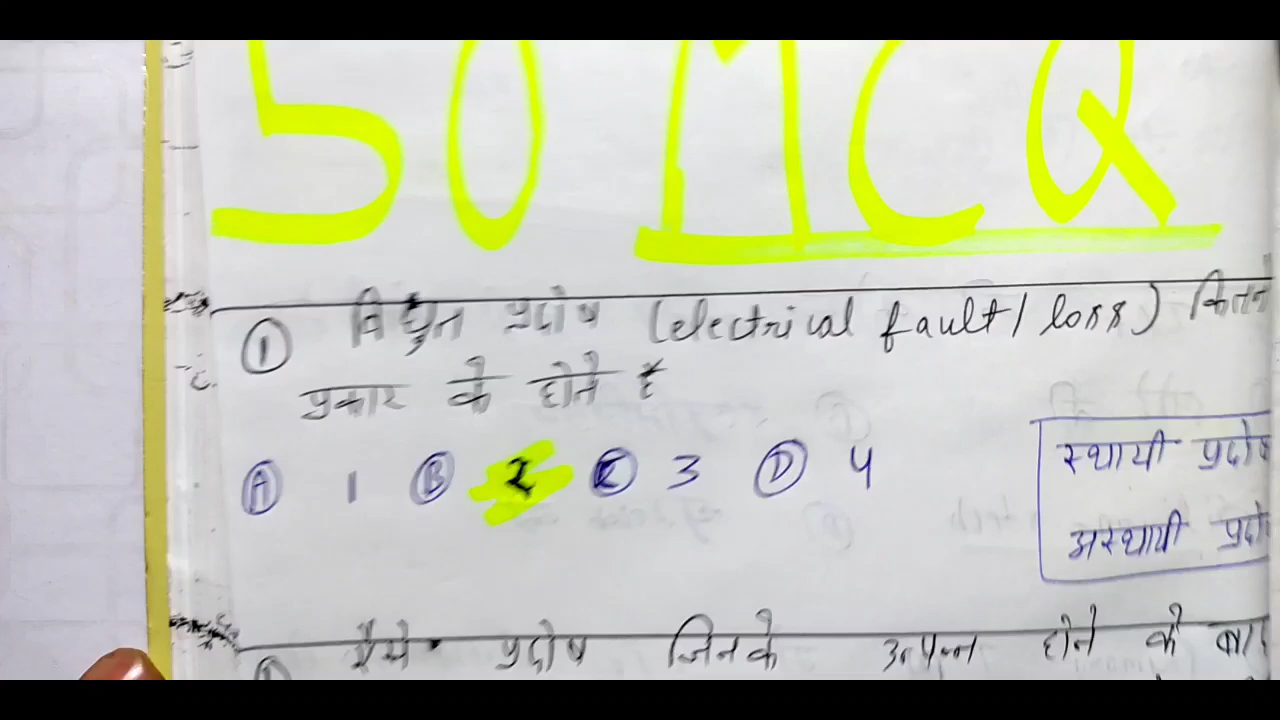 50 MCQ
① विद्युत प्रदोष (electrical fault/loss) कितन
प्रकार के होते है
Ⓐ 1 Ⓑ 2 Ⓒ 3 Ⓓ 4
स्थायी प्रदोष
अस्थायी प्रदो
प्रदोष जिनके उत्पन्न होने के बाद